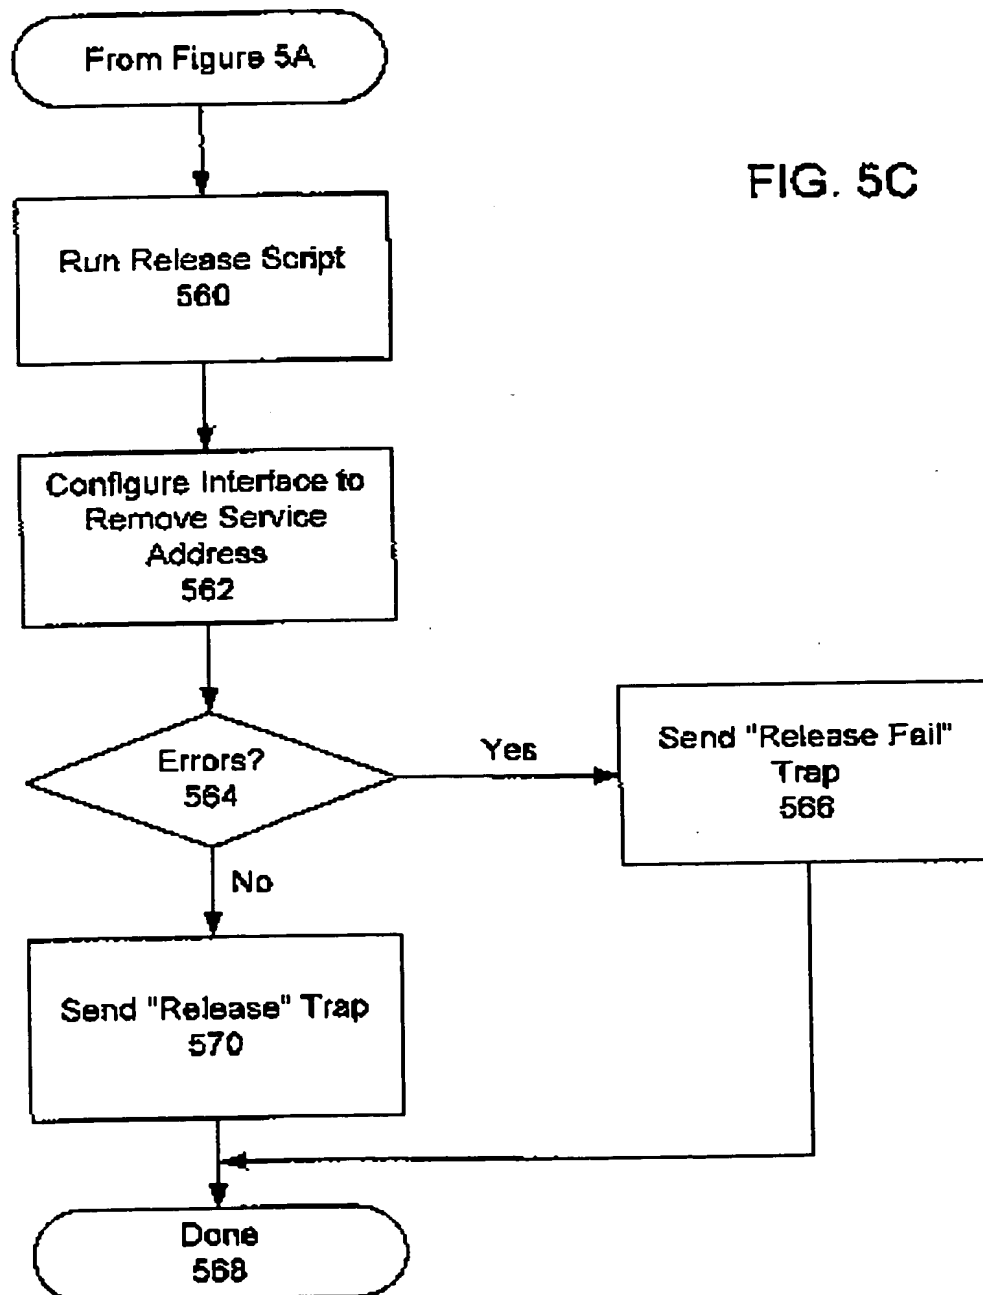 From Figure 5A
FIG. 5C
Run Release Script
560
Configure Interface to
Remove Service
Address
562
Errors?
564
Yes
Send "Release Fail"
Trap
566
No
Send "Release" Trap
570
Done
568